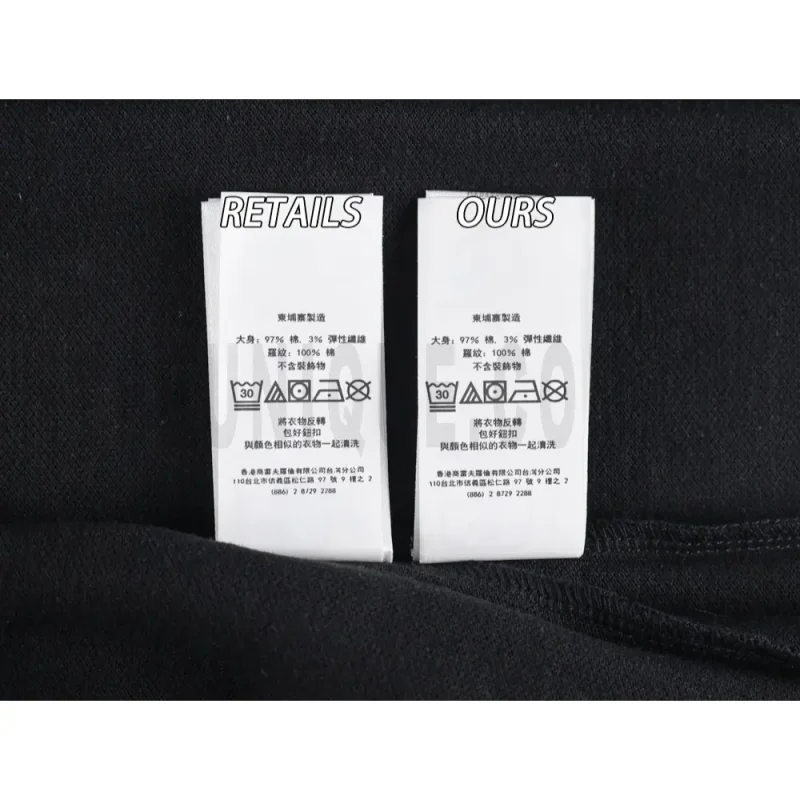 RETAILS
柬埔寨製造
大身：97% 棉, 3% 彈性纖維
羅紋：100% 棉
不含裝飾物
30
將衣物反轉
包好鈕扣
與顏色相似的衣物一起清洗
香港商雷夫羅倫有限公司台灣分公司
110台北市信義區松仁路 97 號 9 樓之 2
(886) 2 8729 2288
OURS
柬埔寨製造
大身：97% 棉, 3% 彈性纖維
羅紋：100% 棉
不含裝飾物
30
將衣物反轉
包好鈕扣
與顏色相似的衣物一起清洗
香港商雷夫羅倫有限公司台灣分公司
110台北市信義區松仁路 97 號 9 樓之 2
(886) 2 8729 2288
UNIQUE CO